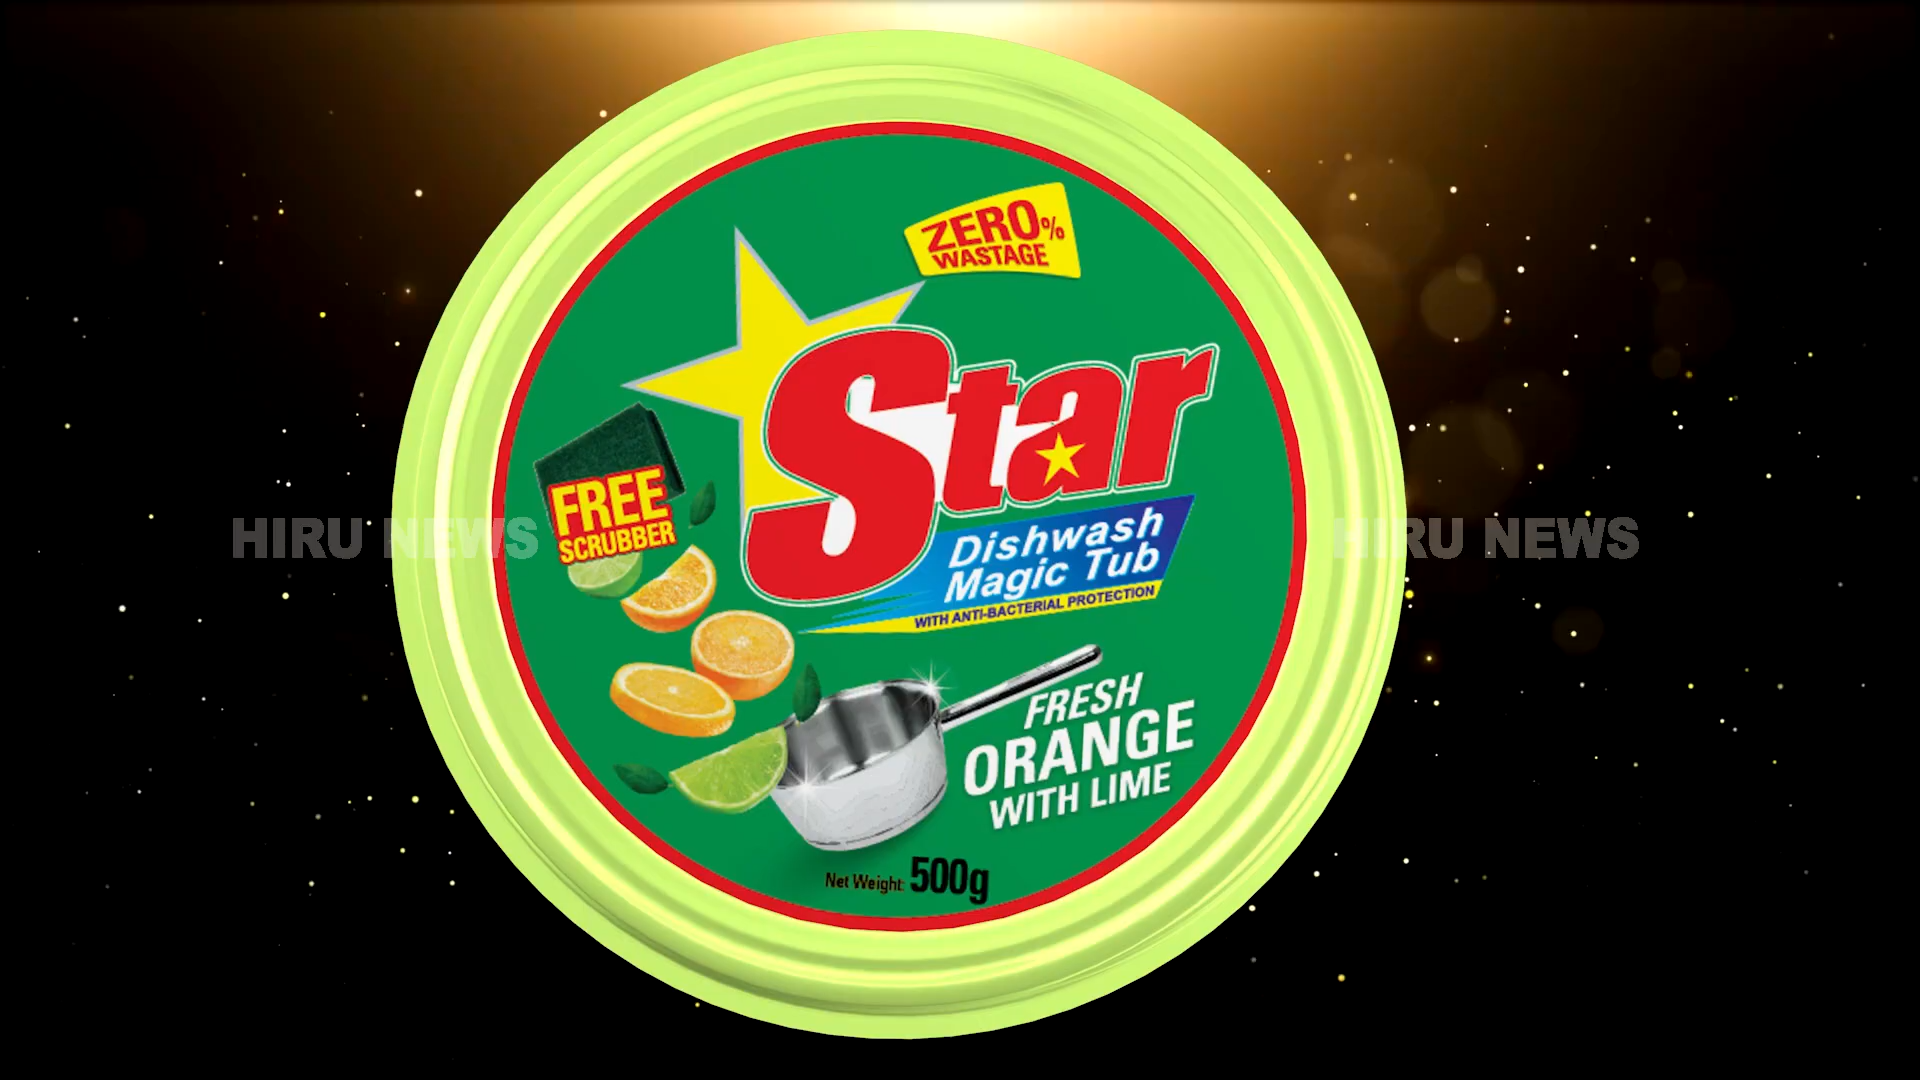 ZERO%
WASTAGE
Star
FREE
SCRUBBER
Dishwash
Magic Tub
WITH ANTI-BACTERIAL PROTECTION
HIRU NEWS
HIRU NEWS
FRESH
ORANGE
WITH LIME
Net Weight: 500g